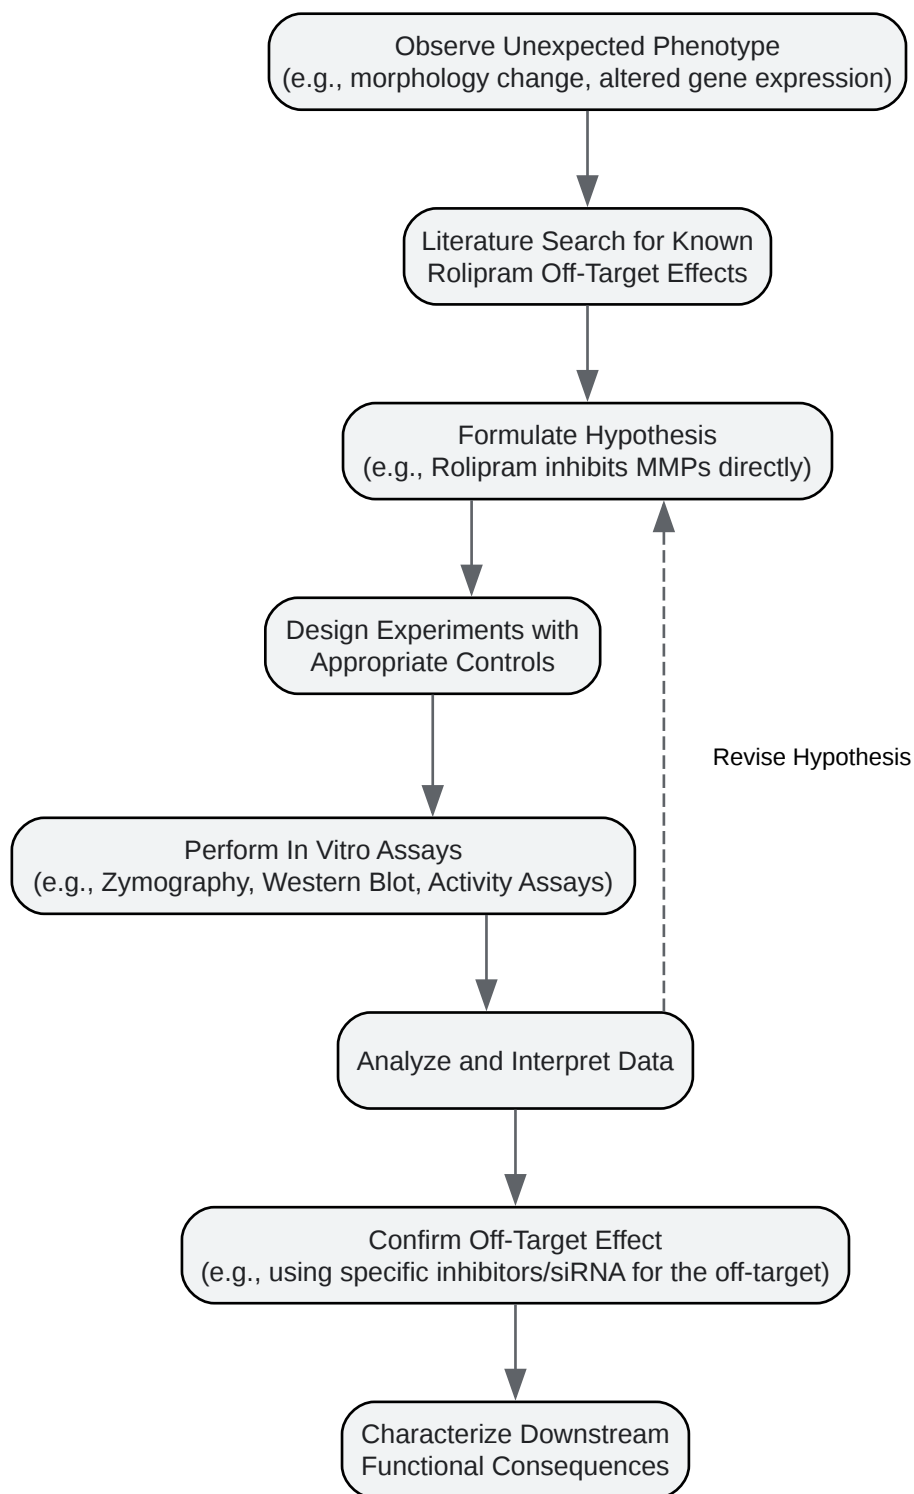 Observe Unexpected Phenotype
(e.g., morphology change, altered gene expression)
Literature Search for Known
Rolipram Off-Target Effects
Formulate Hypothesis
(e.g., Rolipram inhibits MMPs directly)
Design Experiments with
Appropriate Controls
Revise Hypothesis
Perform In Vitro Assays
(e.g., Zymography, Western Blot, Activity Assays)
Analyze and Interpret Data
Confirm Off-Target Effect
(e.g., using specific inhibitors/siRNA for the off-target)
Characterize Downstream
Functional Consequences